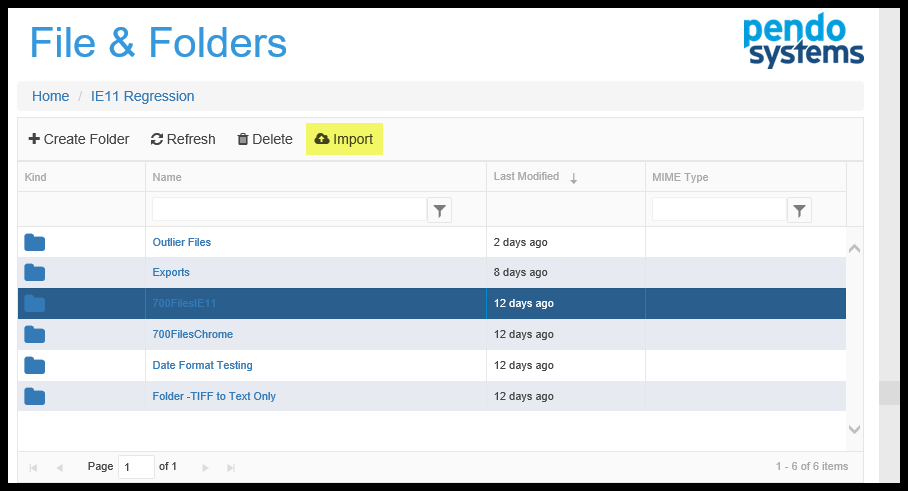 File & Folders
pendo
systems
Home / IE11 Regression
Create Folder Refresh Delete Import
Kind Name Last Modified ↓ MIME Type
Outlier Files 2 days ago
Exports 8 days ago
700FilesIE11 12 days ago
700FilesChrome 12 days ago
Date Format Testing 12 days ago
Folder -TIFF to Text Only 12 days ago
Page 1 of 1 1 - 6 of 6 items